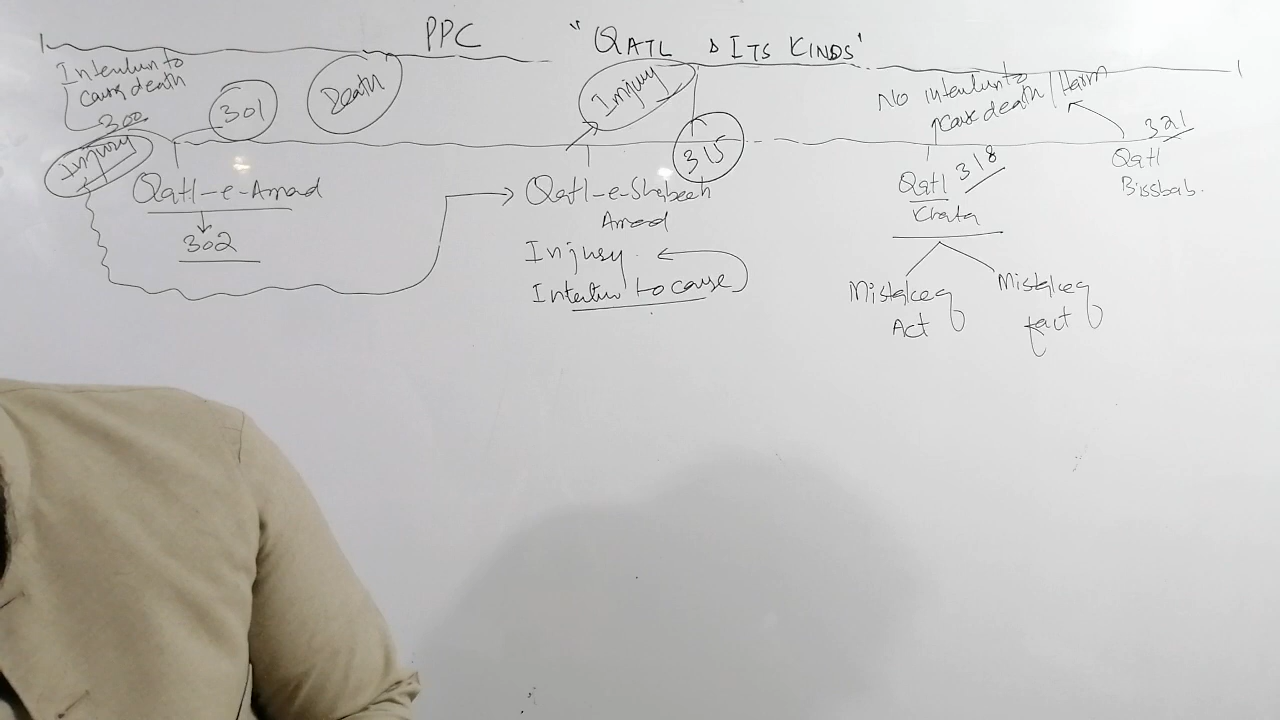 PPC "QATL & ITS KINDS"
Intention to
cause death
300
301
Death
Injury
Qatl-e-Amad
302
Injury
315
Qatl-e-Shebeh
Amad
Injury
Intention to cause
No intention to
cause death / Harm
Qatl 318
Khata
Mistake of
Act
Mistake of
fact
321
Qatl
Bissbab.